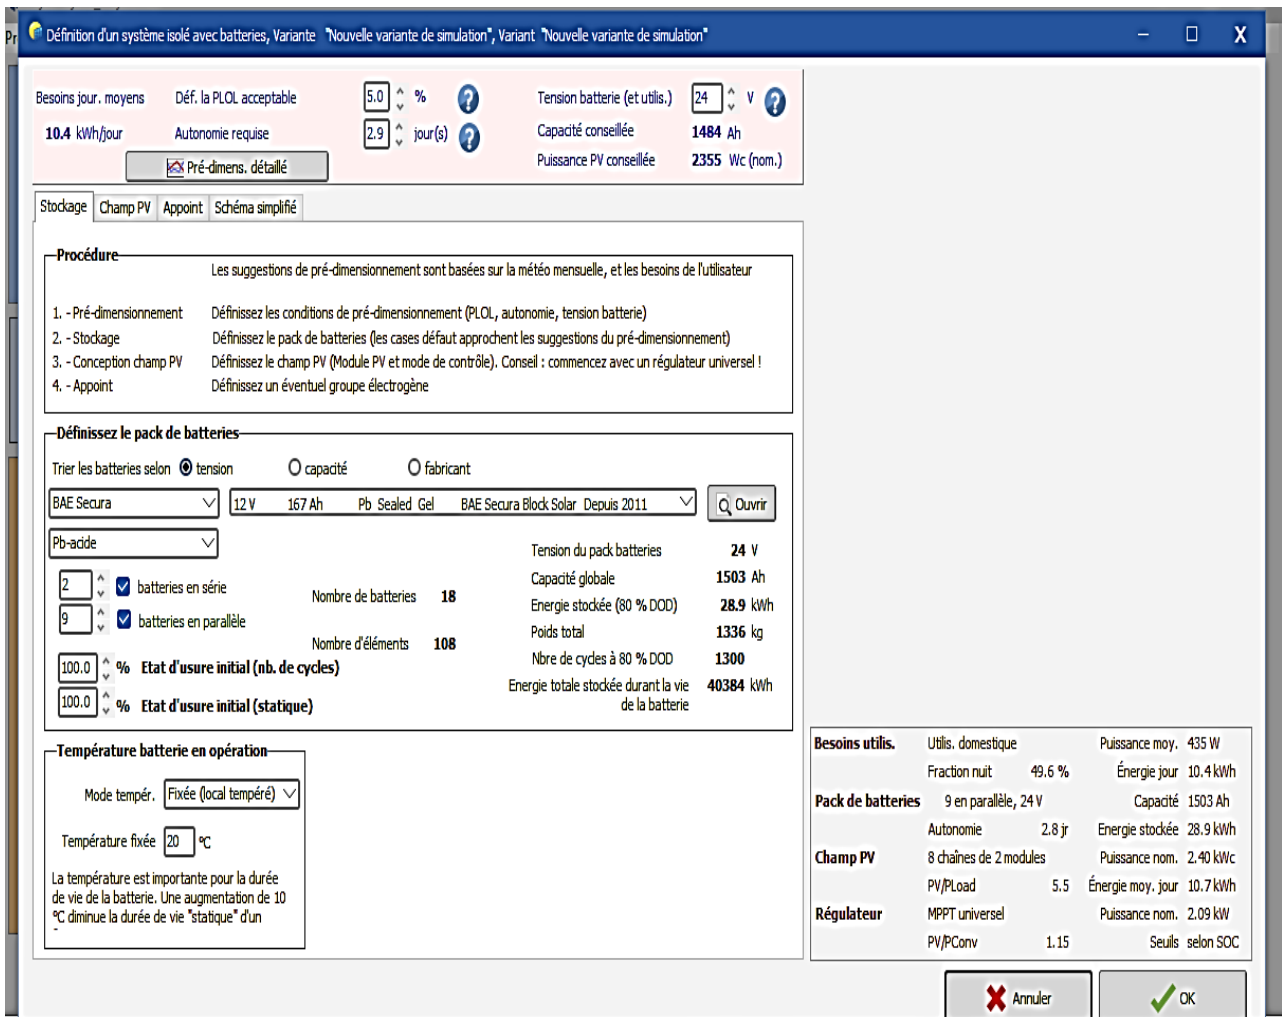 Pr
Définition d'un système isolé avec batteries, Variante "Nouvelle variante de simulation", Variant "Nouvelle variante de simulation"
Besoins jour. moyens Déf. la PLOL acceptable 5.0 % ? Tension batterie (et utilis.) 24 V ?
10.4 kWh/jour Autonomie requise 2.9 jour(s) ? Capacité conseillée 1484 Ah
Pré-dimens. détaillé Puissance PV conseillée 2355 Wc (nom.)
Stockage Champ PV Appoint Schéma simplifié
Procédure
Les suggestions de pré-dimensionnement sont basées sur la météo mensuelle, et les besoins de l'utilisateur
1. - Pré-dimensionnement Définissez les conditions de pré-dimensionnement (PLOL, autonomie, tension batterie)
2. - Stockage Définissez le pack de batteries (les cases défaut approchent les suggestions du pré-dimensionnement)
3. - Conception champ PV Définissez le champ PV (Module PV et mode de contrôle). Conseil : commencez avec un régulateur universel !
4. - Appoint Définissez un éventuel groupe électrogène
Définissez le pack de batteries
Trier les batteries selon tension capacité fabricant
BAE Secura 12 V 167 Ah Pb Sealed Gel BAE Secura Block Solar Depuis 2011 Ouvrir
Pb-acide
2 batteries en série
9 batteries en parallèle
Nombre de batteries 18
Nombre d'éléments 108
100.0 % Etat d'usure initial (nb. de cycles)
100.0 % Etat d'usure initial (statique)
Tension du pack batteries 24 V
Capacité globale 1503 Ah
Energie stockée (80 % DOD) 28.9 kWh
Poids total 1336 kg
Nbre de cycles à 80 % DOD 1300
Energie totale stockée durant la vie 40384 kWh
de la batterie
Température batterie en opération
Mode tempér. Fixée (local tempéré)
Température fixée 20 °C
La température est importante pour la durée
de vie de la batterie. Une augmentation de 10
°C diminue la durée de vie "statique" d'un
Besoins utilis. Utilis. domestique Puissance moy. 435 W
Fraction nuit 49.6 % Énergie jour 10.4 kWh
Pack de batteries 9 en parallèle, 24 V Capacité 1503 Ah
Autonomie 2.8 jr Energie stockée 28.9 kWh
Champ PV 8 chaînes de 2 modules Puissance nom. 2.40 kWc
PV/PLoad 5.5 Énergie moy. jour 10.7 kWh
Régulateur MPPT universel Puissance nom. 2.09 kW
PV/PConv 1.15 Seuils selon SOC
Annuler OK